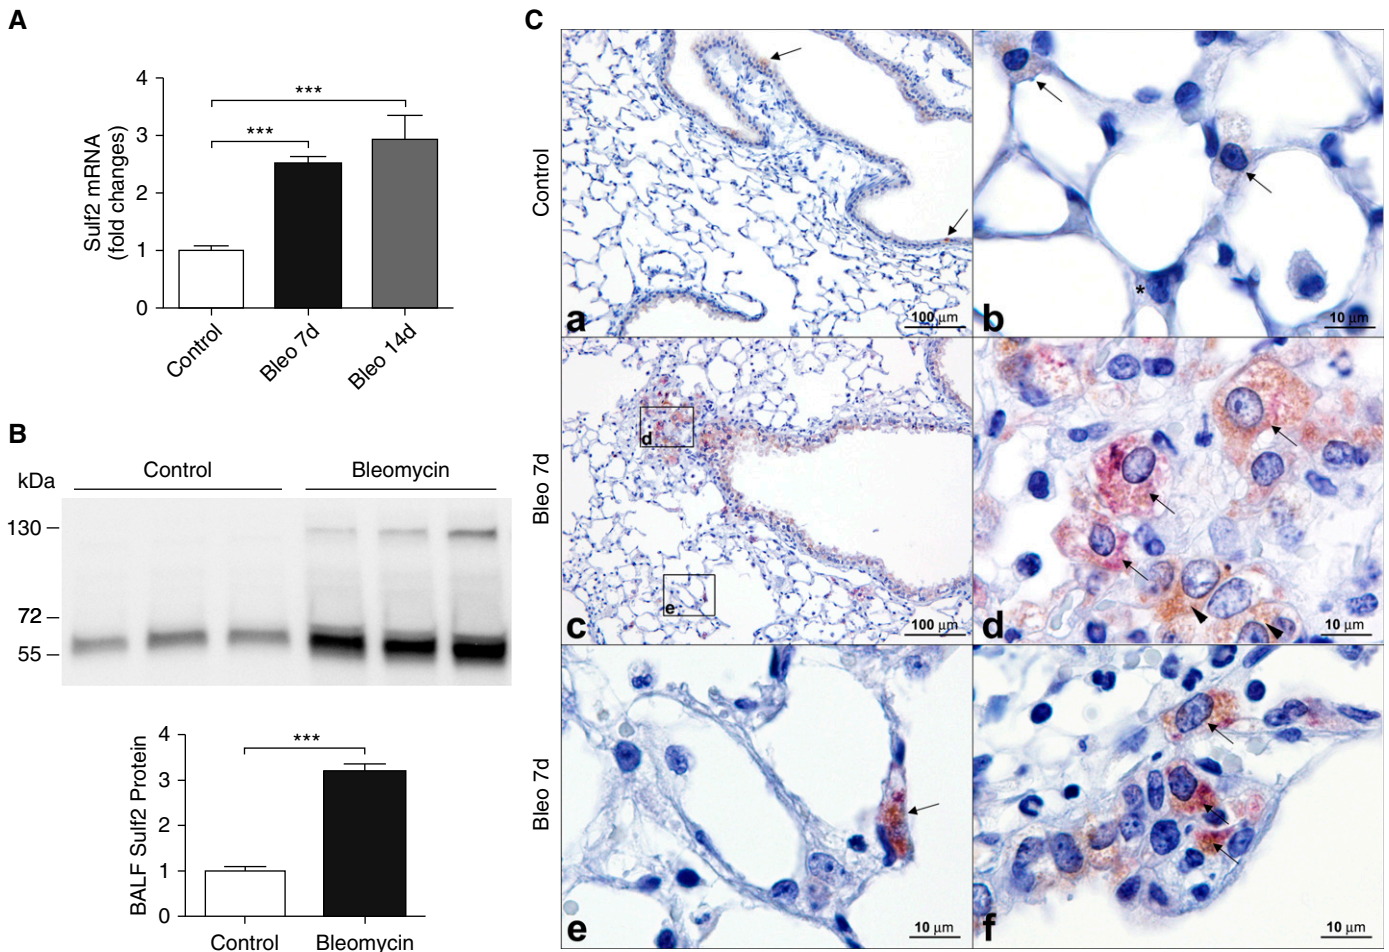 A
4
3
2
1
0
Sulf2 mRNA
(fold changes)
***
***
Control
Bleo 7d
Bleo 14d
B
kDa
Control
Bleomycin
130
72
55
4
3
2
1
0
BALF Sulf2 Protein
***
Control
Bleomycin
C
Control
Bleo 7d
Bleo 7d
a
100 µm
b
*
10 µm
c
d
e
100 µm
d
10 µm
e
10 µm
f
10 µm